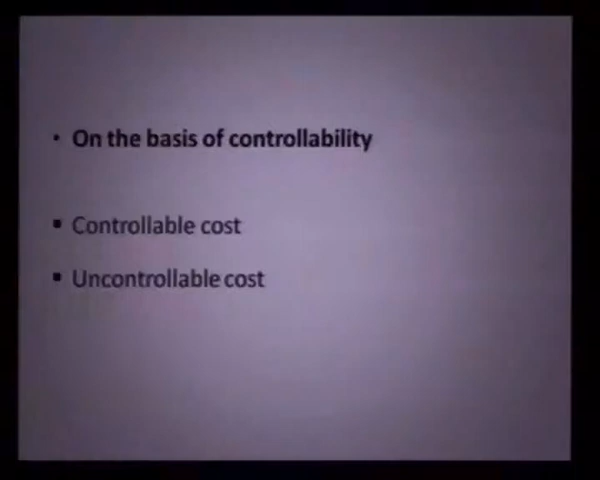 • On the basis of controllability
▪ Controllable cost
▪ Uncontrollable cost